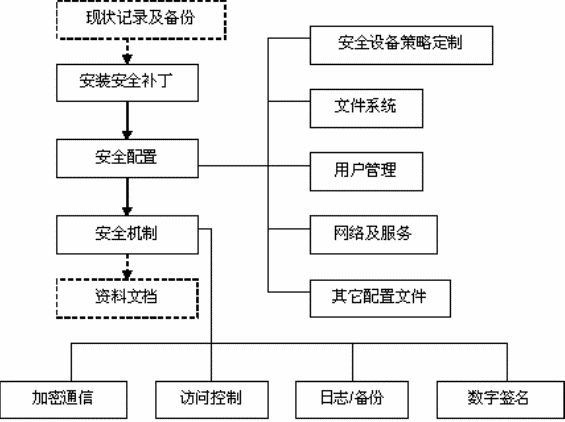 现状记录及备份
安全设备策略定制
安装安全补丁
文件系统
安全配置
用户管理
安全机制
网络及服务
资料文档
其它配置文件
加密通信
访问控制
日志/备份
数字签名